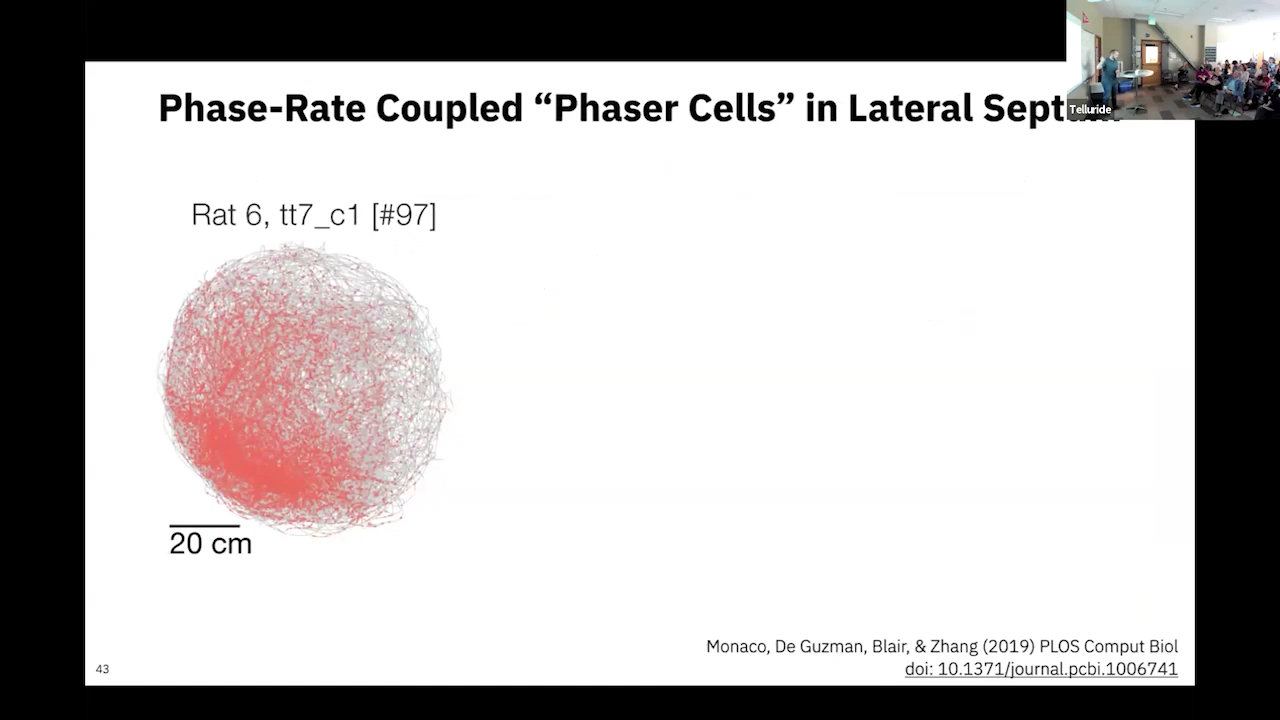 Phase-Rate Coupled “Phaser Cells” in Lateral
Telluride
Rat 6, tt7_c1 [#97]
20 cm
Monaco, De Guzman, Blair, & Zhang (2019) PLOS Comput Biol
doi: 10.1371/journal.pcbi.1006741
43